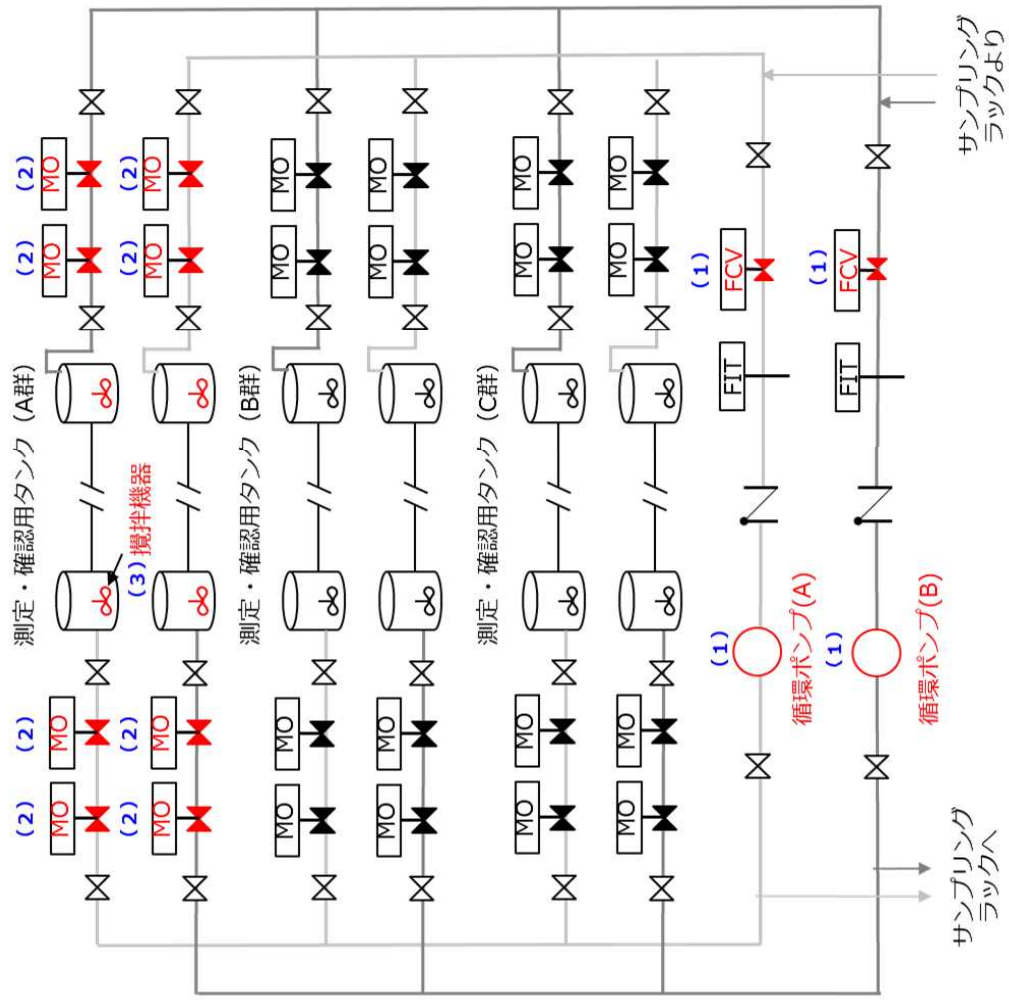 (2)
(2)
測定・確認用タンク (A群)
(2)
(2)
MO
MO
MO
MO
(2)
(2)
(3)
攪拌機器
(2)
(2)
MO
MO
MO
MO
測定・確認用タンク (B群)
MO
MO
MO
MO
MO
MO
MO
MO
測定・確認用タンク (C群)
MO
MO
MO
MO
MO
MO
MO
MO
(1)
(1)
FIT
FCV
循環ポンプ(A)
(1)
(1)
FIT
FCV
循環ポンプ(B)
サンプリング
ラックへ
サンプリング
ラックより